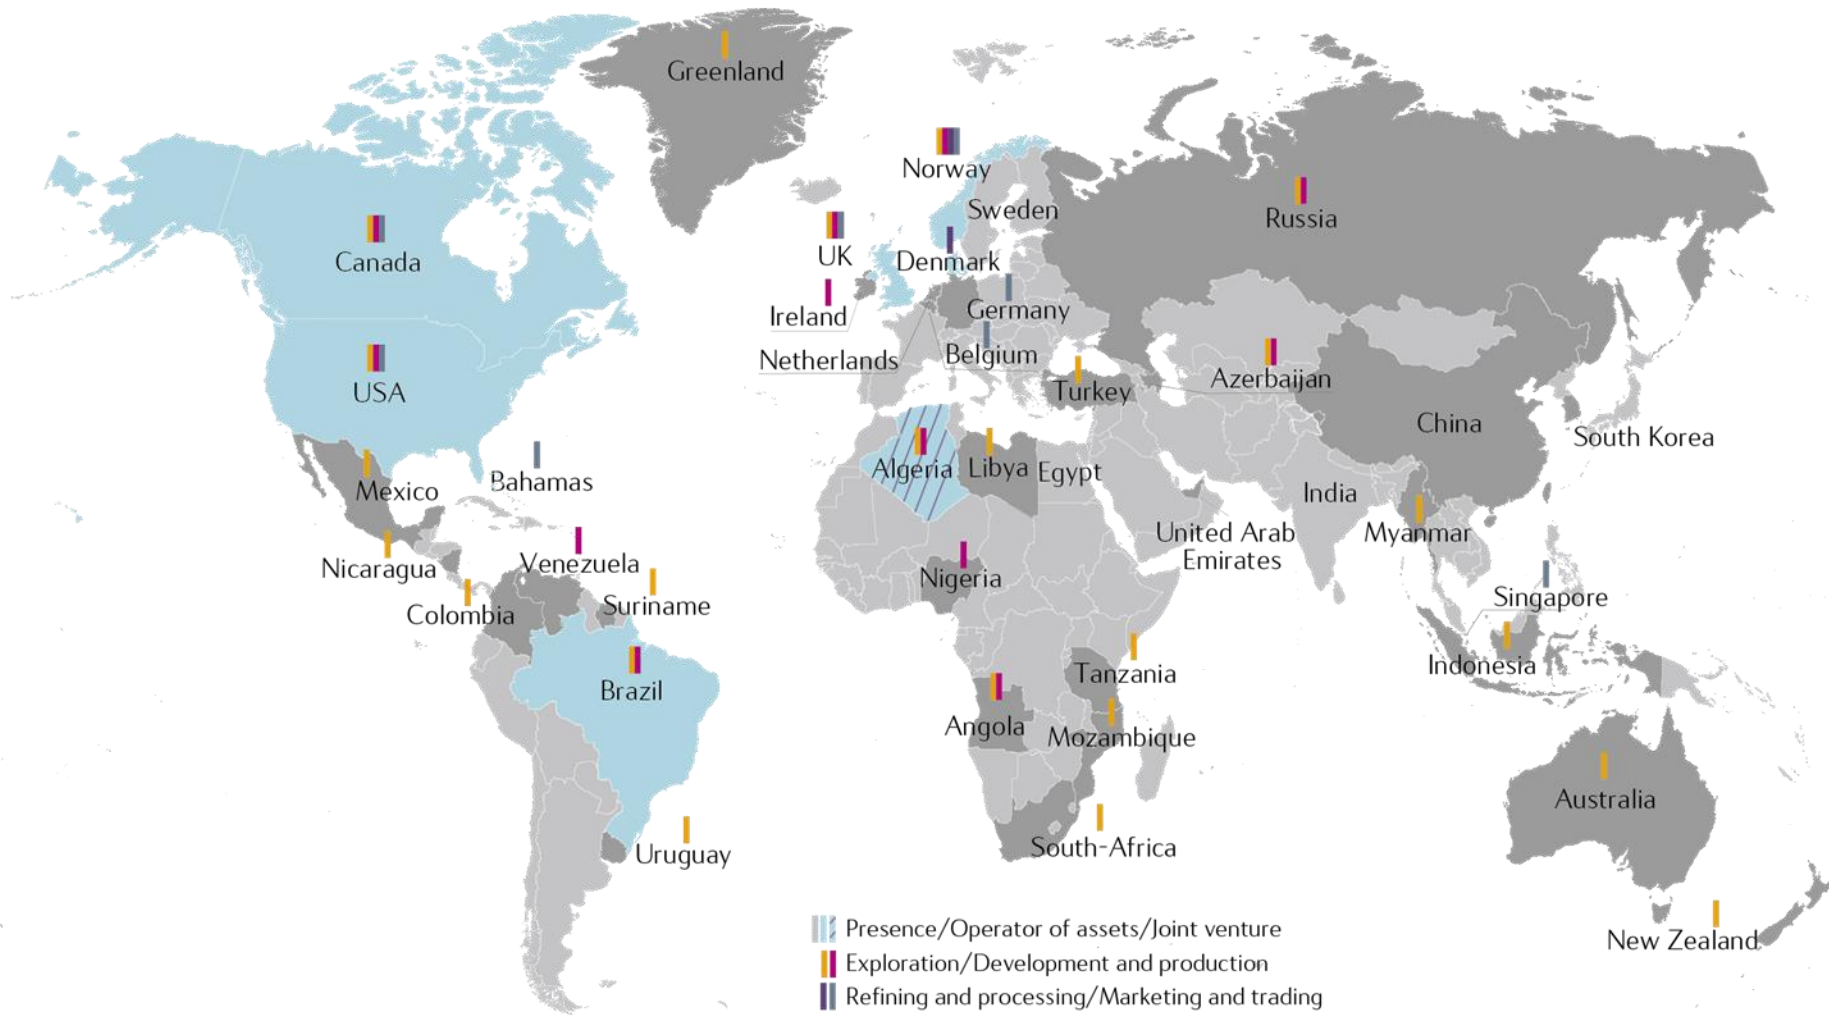 Greenland
Norway
Sweden
Russia
Canada
UK
Denmark
Ireland
Germany
Netherlands
Belgium
USA
Turkey
Azerbaijan
China
South Korea
Algeria
Libya
Egypt
Bahamas
Mexico
India
Myanmar
United Arab
Emirates
Nicaragua
Venezuela
Nigeria
Colombia
Suriname
Singapore
Indonesia
Tanzania
Brazil
Angola
Mozambique
Australia
South-Africa
Uruguay
Presence/Operator of assets/Joint venture
New Zealand
Exploration/Development and production
Refining and processing/Marketing and trading